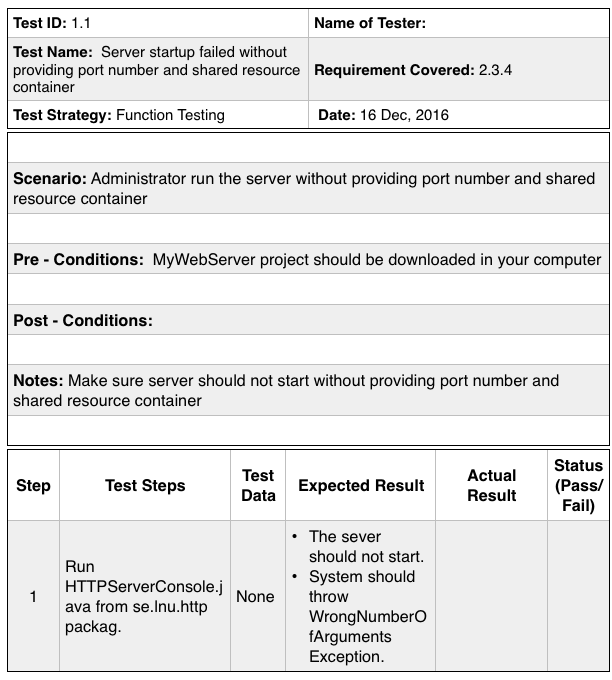 Test ID: 1.1
Name of Tester:
Test Name: Server startup failed without
providing port number and shared resource
container
Requirement Covered: 2.3.4
Test Strategy: Function Testing
Date: 16 Dec, 2016
Scenario: Administrator run the server without providing port number and shared
resource container
Pre - Conditions: MyWebServer project should be downloaded in your computer
Post - Conditions:
Notes: Make sure server should not start without providing port number and
shared resource container
Step
Test Steps
Test
Data
Expected Result
Actual
Result
Status
(Pass/
Fail)
1
Run
HTTPServerConsole.j
ava from se.lnu.http
packag.
None
• The sever
should not start.
• System should
throw
WrongNumberO
fArguments
Exception.